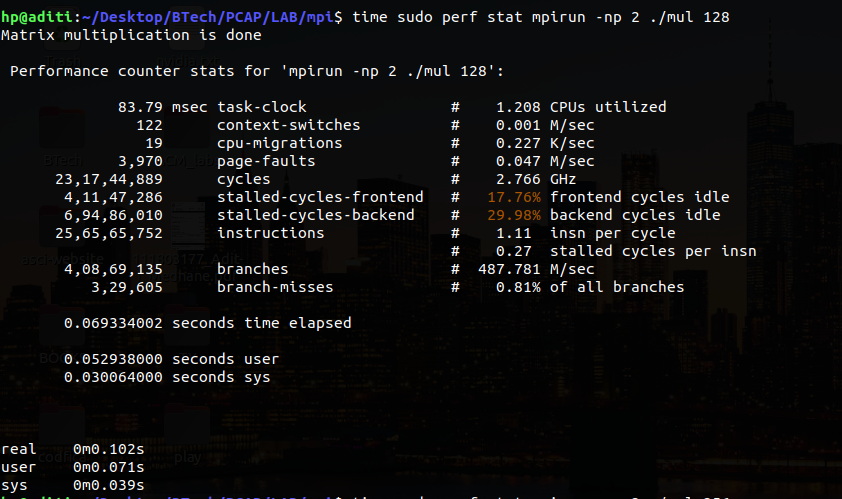 hp@aditi:~/Desktop/BTech/PCAP/LAB/mpi$ time sudo perf stat mpirun -np 2 ./mul 128
Matrix multiplication is done
Performance counter stats for 'mpirun -np 2 ./mul 128':
83.79 msec task-clock # 1.208 CPUs utilized
122 context-switches # 0.001 M/sec
19 cpu-migrations # 0.227 K/sec
3,970 page-faults # 0.047 M/sec
23,17,44,889 cycles # 2.766 GHz
4,11,47,286 stalled-cycles-frontend # 17.76% frontend cycles idle
6,94,86,010 stalled-cycles-backend # 29.98% backend cycles idle
25,65,65,752 instructions # 1.11 insn per cycle
# 0.27 stalled cycles per insn
4,08,69,135 branches # 487.781 M/sec
3,29,605 branch-misses # 0.81% of all branches
0.069334002 seconds time elapsed
0.052938000 seconds user
0.030064000 seconds sys
real 0m0.102s
user 0m0.071s
sys 0m0.039s